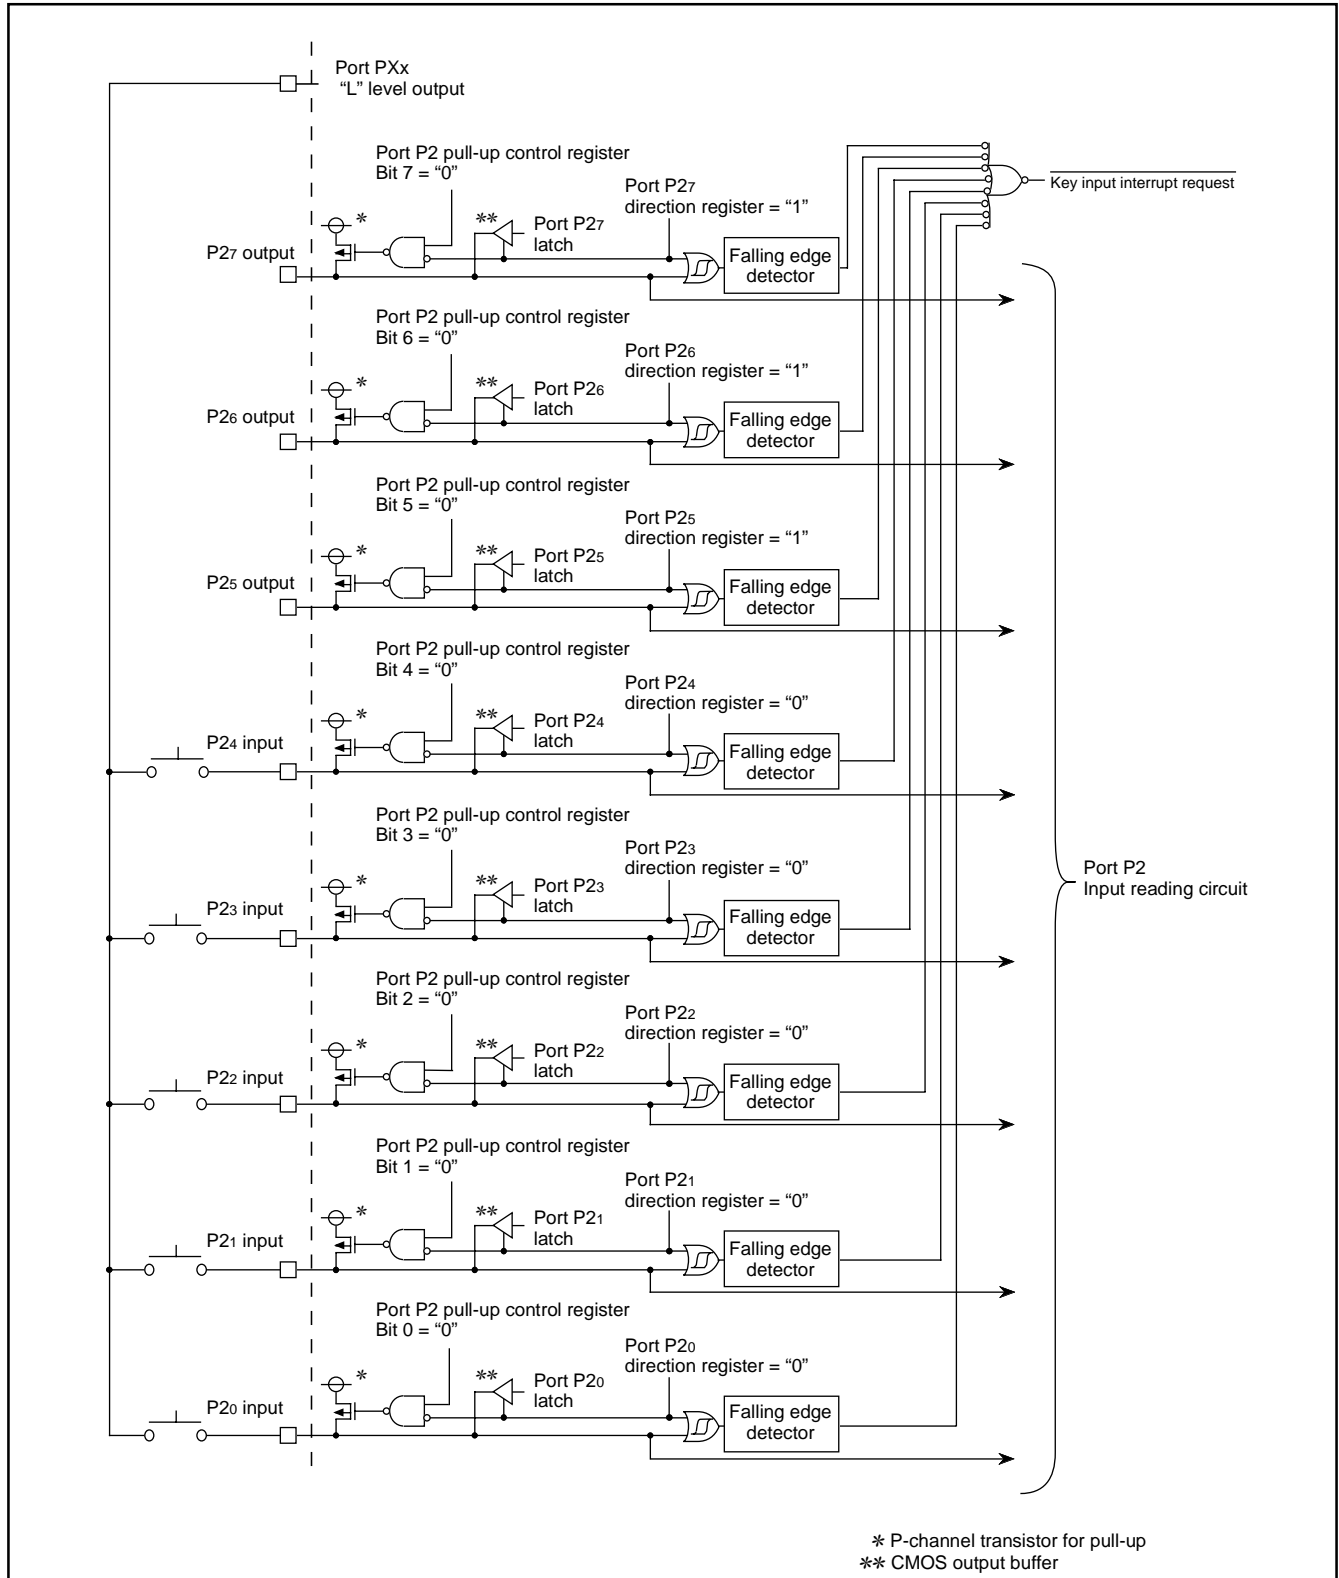 Port PXx
“L” level output
Port P2 pull-up control register
Bit 7 = “0”
Port P27
direction register = “1”
Key input interrupt request
*
**
Port P27
latch
P27 output
Falling edge
detector
Port P2 pull-up control register
Bit 6 = “0”
Port P26
direction register = “1”
*
**
Port P26
latch
P26 output
Falling edge
detector
Port P2 pull-up control register
Bit 5 = “0”
Port P25
direction register = “1”
*
**
Port P25
latch
P25 output
Falling edge
detector
Port P2 pull-up control register
Bit 4 = “0”
Port P24
direction register = “0”
*
**
Port P24
latch
P24 input
Falling edge
detector
Port P2 pull-up control register
Bit 3 = “0”
Port P23
direction register = “0”
*
**
Port P23
latch
P23 input
Falling edge
detector
Port P2
Input reading circuit
Port P2 pull-up control register
Bit 2 = “0”
Port P22
direction register = “0”
*
**
Port P22
latch
P22 input
Falling edge
detector
Port P2 pull-up control register
Bit 1 = “0”
Port P21
direction register = “0”
*
**
Port P21
latch
P21 input
Falling edge
detector
Port P2 pull-up control register
Bit 0 = “0”
Port P20
direction register = “0”
*
**
Port P20
latch
P20 input
Falling edge
detector
* P-channel transistor for pull-up
** CMOS output buffer